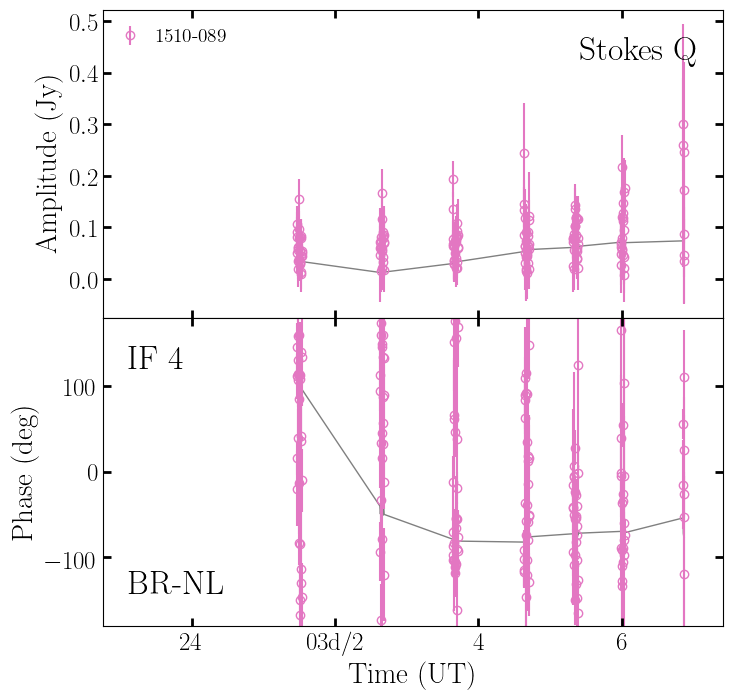 1510-089
Stokes Q
Amplitude (Jy)
0.5
0.4
0.3
0.2
0.1
0.0
IF 4
BR-NL
Phase (deg)
100
0
−100
24
03d/2
4
6
Time (UT)